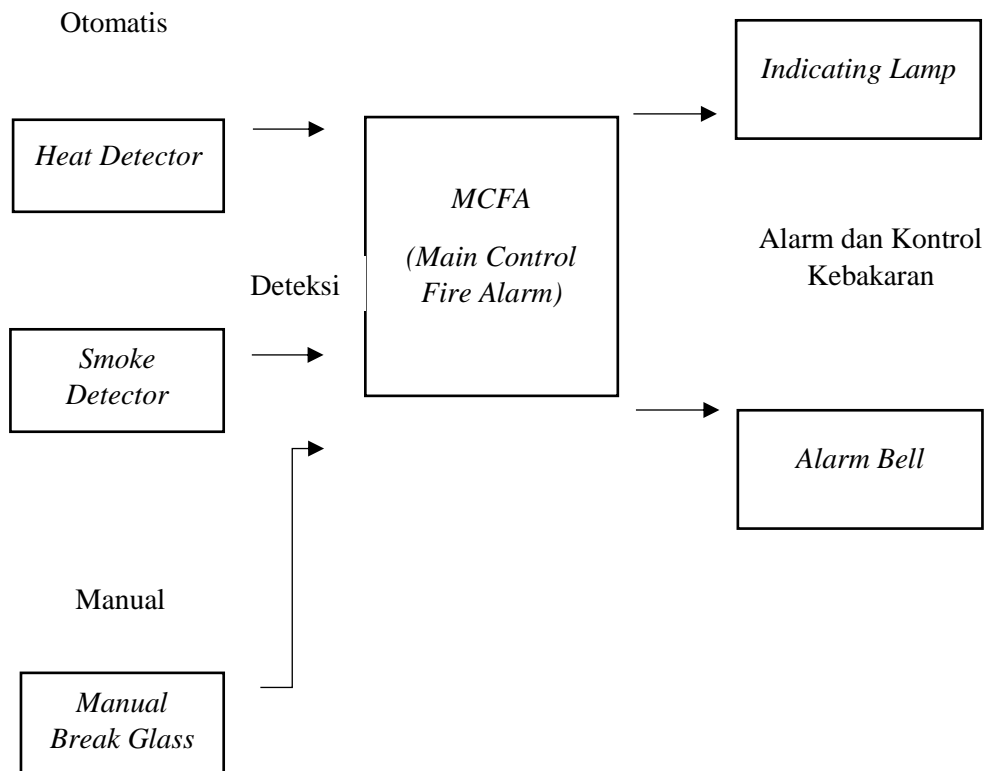 Otomatis
Heat Detector
Deteksi
Smoke
Detector
Manual
Manual
Break Glass
MCFA
(Main Control
Fire Alarm)
Indicating Lamp
Alarm dan Kontrol
Kebakaran
Alarm Bell